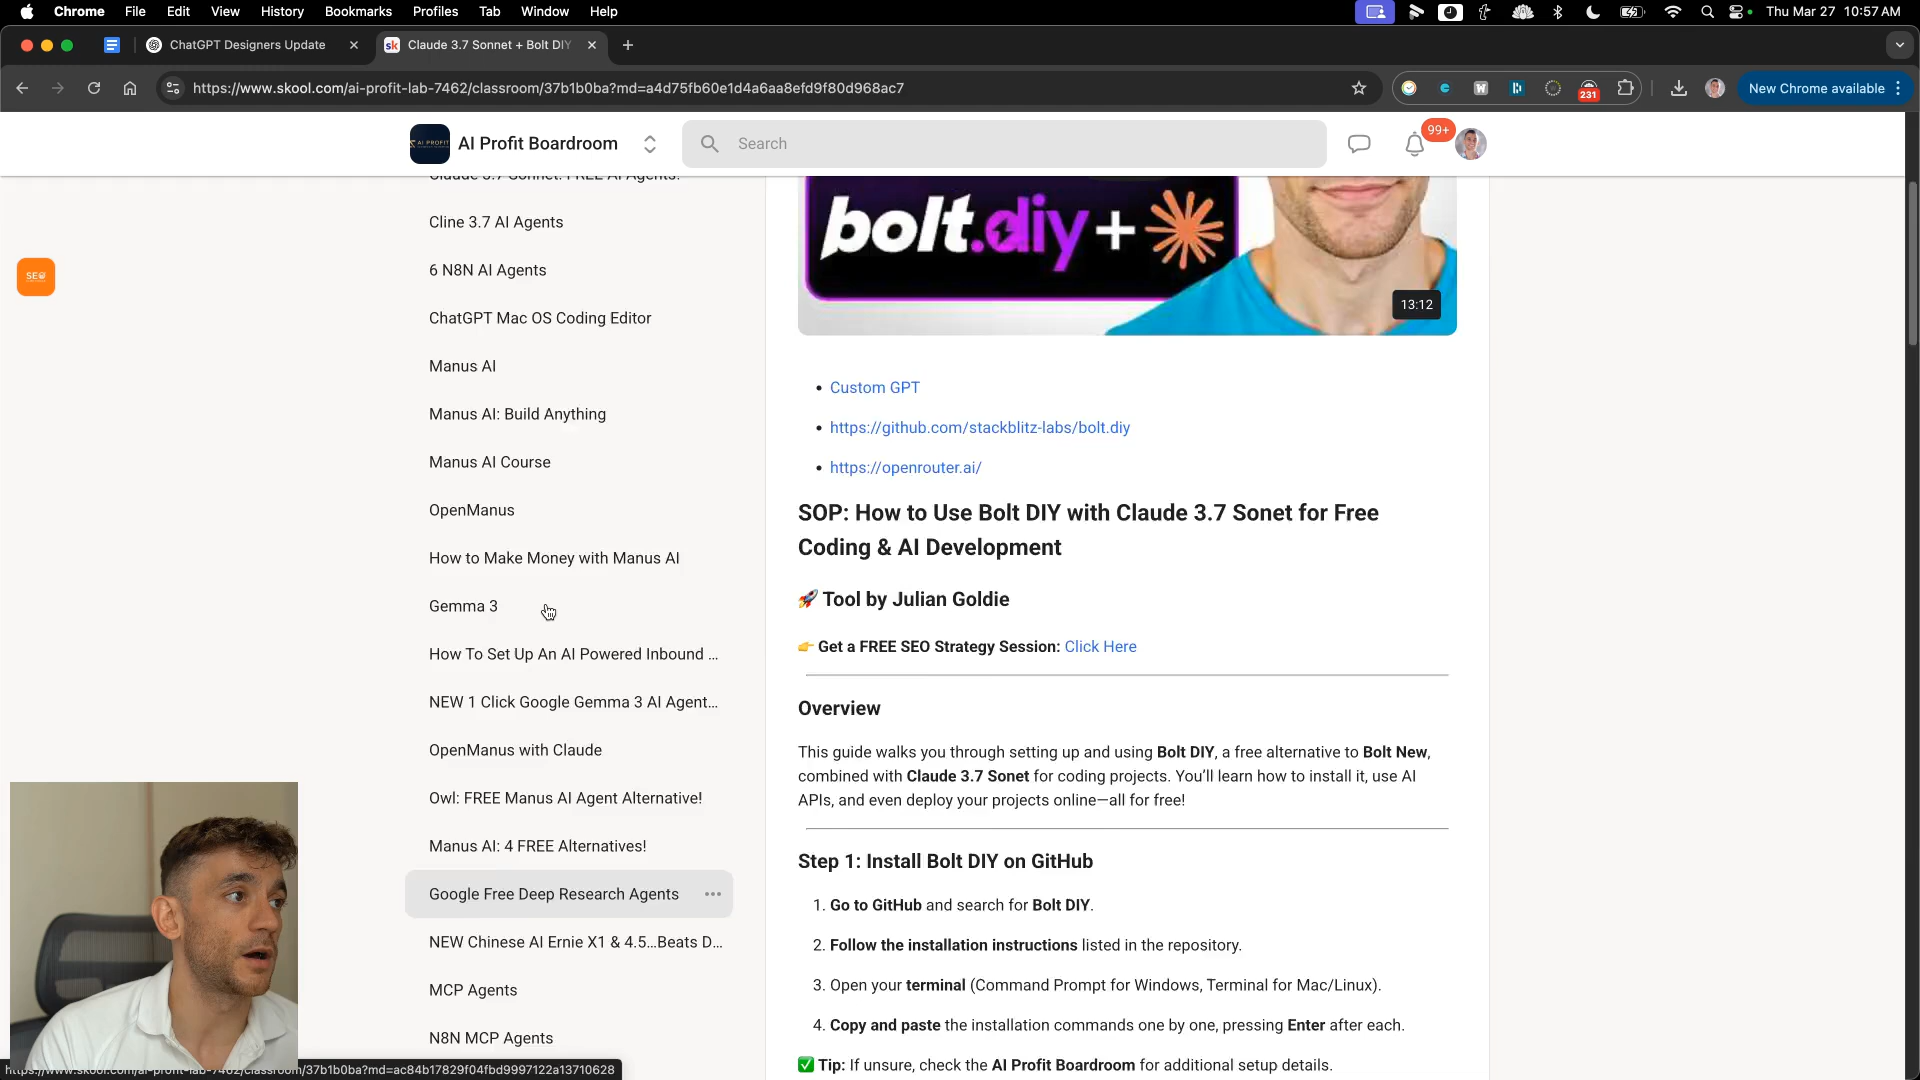 Chrome File Edit View History Bookmarks Profiles Tab Window Help
Thu Mar 27 10:57 AM
ChatGPT Designers Update
sk Claude 3.7 Sonnet + Bolt DIY
https://www.skool.com/ai-profit-lab-7462/classroom/37b1b0ba?md=a4d75fb60e1d4a6aa8efd9f80d968ac7
231
New Chrome available
AI PROFIT
AI Profit Boardroom
Search
99+
SEO
Claude 3.7 Sonnet: FREE AI Agents!
Cline 3.7 AI Agents
6 N8N AI Agents
ChatGPT Mac OS Coding Editor
Manus AI
Manus AI: Build Anything
Manus AI Course
OpenManus
How to Make Money with Manus AI
Gemma 3
How To Set Up An AI Powered Inbound ...
NEW 1 Click Google Gemma 3 AI Agent...
OpenManus with Claude
Owl: FREE Manus AI Agent Alternative!
Manus AI: 4 FREE Alternatives!
Google Free Deep Research Agents
NEW Chinese AI Ernie X1 & 4.5...Beats D...
MCP Agents
N8N MCP Agents
https://www.skool.com/ai-profit-lab-7462/classroom/37b1b0ba?md=ac84b17829f04fbd9997122a13710628
bolt.diy +
13:12
• Custom GPT
• https://github.com/stackblitz-labs/bolt.diy
• https://openrouter.ai/
SOP: How to Use Bolt DIY with Claude 3.7 Sonet for Free
Coding & AI Development
🚀 Tool by Julian Goldie
👉 Get a FREE SEO Strategy Session: Click Here
Overview
This guide walks you through setting up and using Bolt DIY, a free alternative to Bolt New,
combined with Claude 3.7 Sonet for coding projects. You'll learn how to install it, use AI
APIs, and even deploy your projects online—all for free!
Step 1: Install Bolt DIY on GitHub
1. Go to GitHub and search for Bolt DIY.
2. Follow the installation instructions listed in the repository.
3. Open your terminal (Command Prompt for Windows, Terminal for Mac/Linux).
4. Copy and paste the installation commands one by one, pressing Enter after each.
✅ Tip: If unsure, check the AI Profit Boardroom for additional setup details.